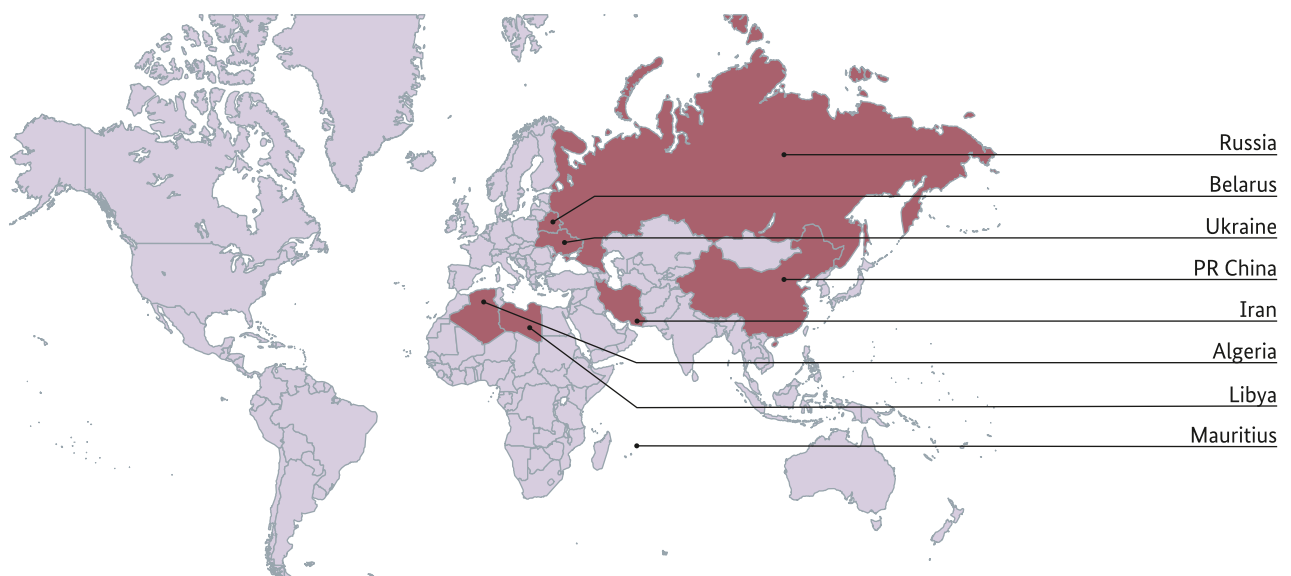 Russia
Belarus
Ukraine
PR China
Iran
Algeria
Libya
Mauritius